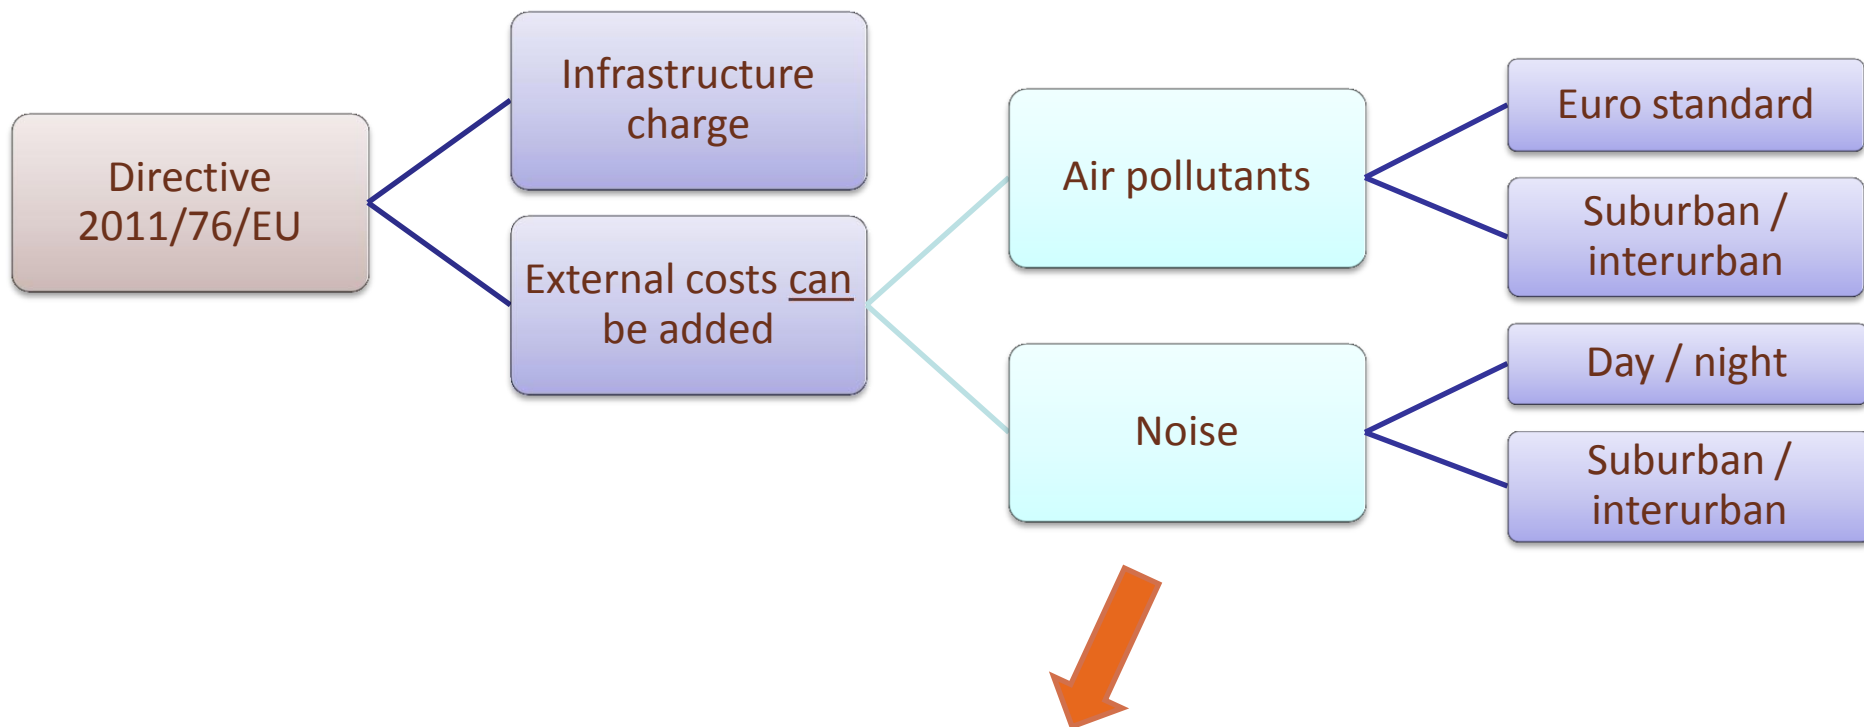 Directive
2011/76/EU
Infrastructure
charge
External costs can
be added
Air pollutants
Noise
Euro standard
Suburban /
interurban
Day / night
Suburban /
interurban